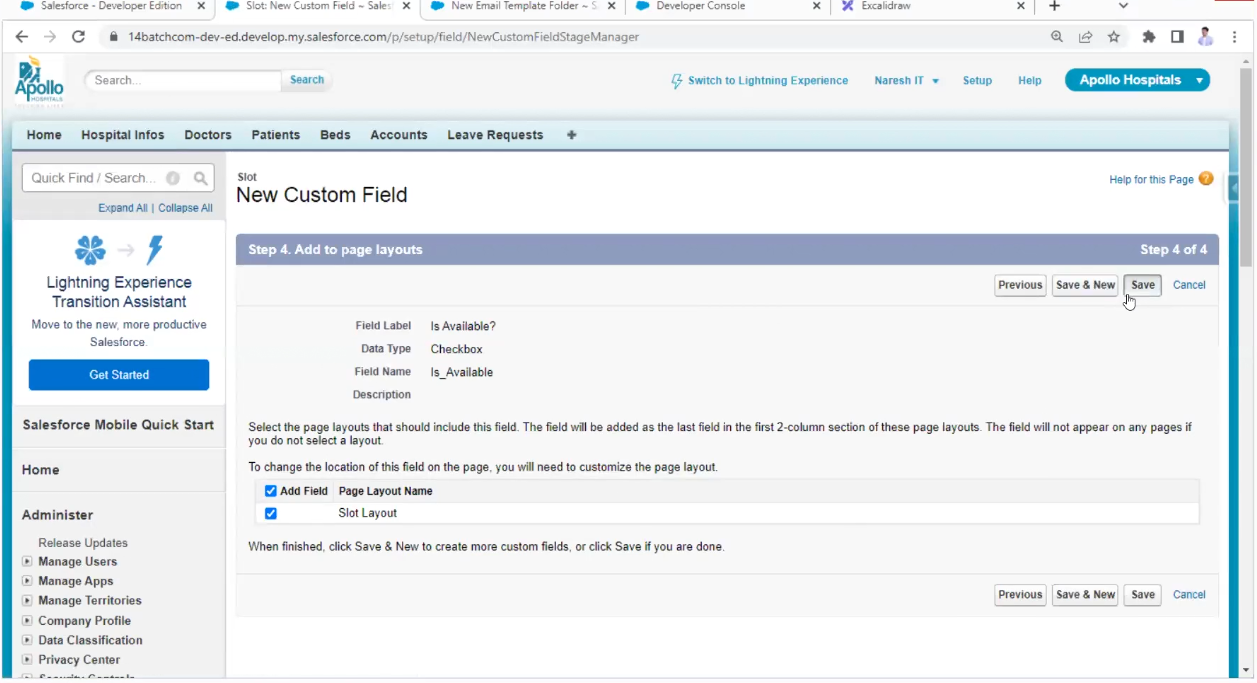 Salesforce - Developer Edition
Slot: New Custom Field ~ Sales
New Email Template Folder ~ S
Developer Console
Excalidraw
14batchcom-dev-ed.develop.my.salesforce.com/p/setup/field/NewCustomFieldStageManager
Apollo
HOSPITALS
Search...
Search
Switch to Lightning Experience
Naresh IT
Setup
Help
Apollo Hospitals
Home Hospital Infos Doctors Patients Beds Accounts Leave Requests
Quick Find / Search...
Expand All | Collapse All
Lightning Experience
Transition Assistant
Move to the new, more productive
Salesforce.
Get Started
Salesforce Mobile Quick Start
Home
Administer
Release Updates
Manage Users
Manage Apps
Manage Territories
Company Profile
Data Classification
Privacy Center
Security Controls
Slot
New Custom Field
Help for this Page
Step 4. Add to page layouts
Step 4 of 4
Previous Save & New Save Cancel
Field Label Is Available?
Data Type Checkbox
Field Name Is_Available
Description
Select the page layouts that should include this field. The field will be added as the last field in the first 2-column section of these page layouts. The field will not appear on any pages if
you do not select a layout.
To change the location of this field on the page, you will need to customize the page layout.
Add Field Page Layout Name
Slot Layout
When finished, click Save & New to create more custom fields, or click Save if you are done.
Previous Save & New Save Cancel